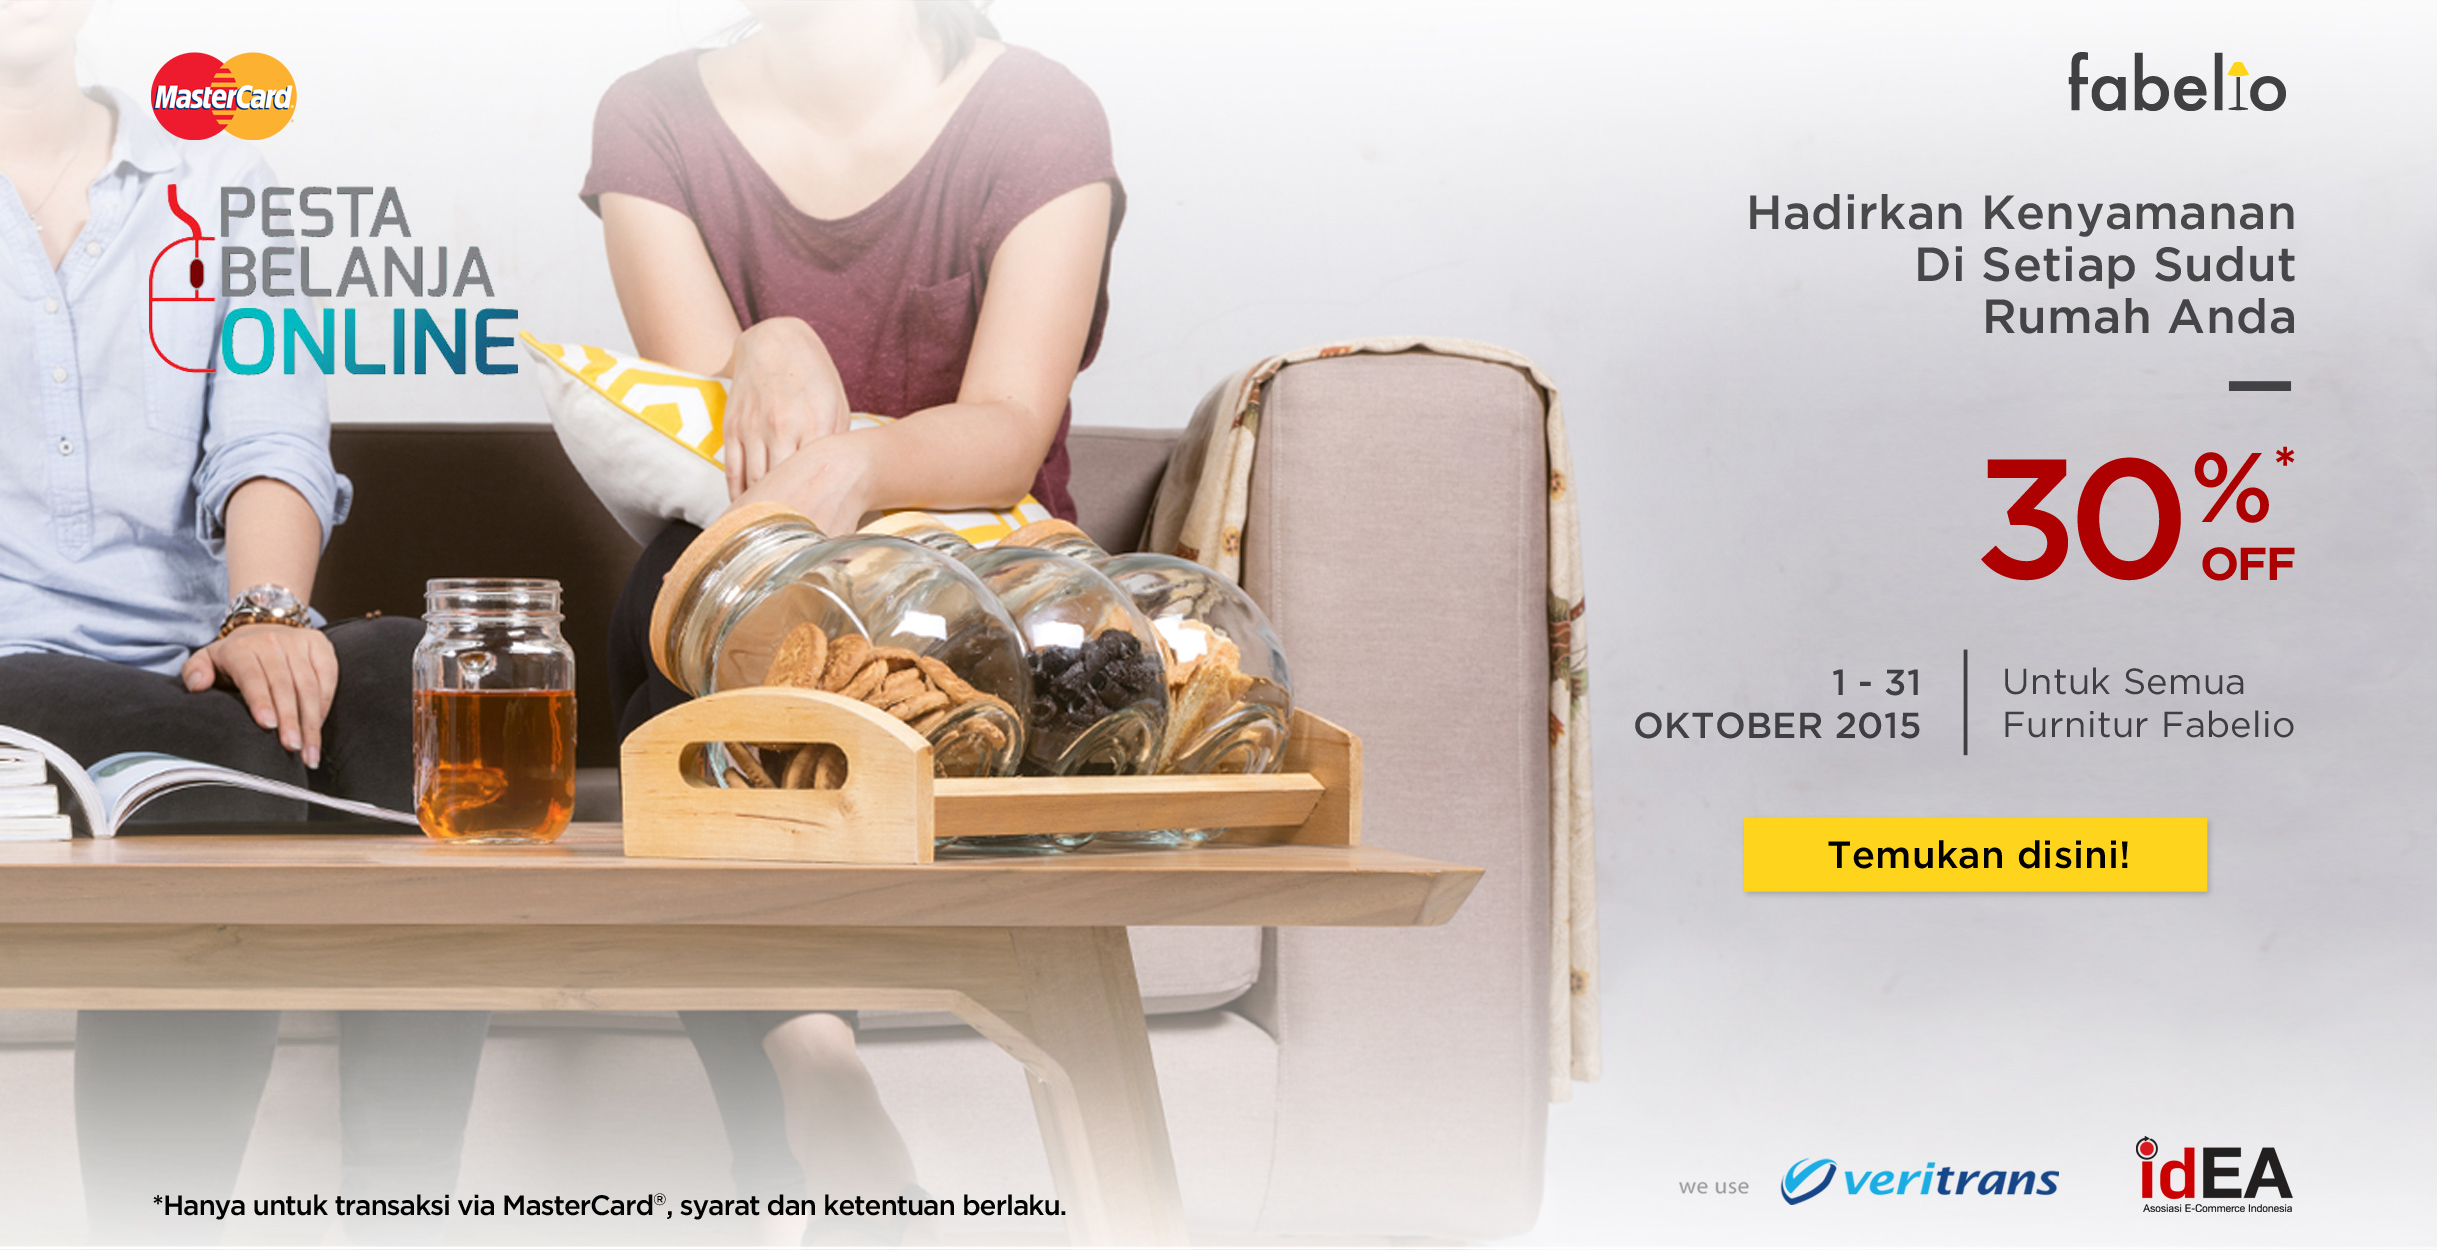 MasterCard
PESTA
BELANJA
ONLINE
fabelio
Hadirkan Kenyamanan
Di Setiap Sudut
Rumah Anda
30%*
OFF
1 - 31
OKTOBER 2015
Untuk Semua
Furnitur Fabelio
Temukan disini!
*Hanya untuk transaksi via MasterCard®, syarat dan ketentuan berlaku.
we use veritrans
idEA
Asosiasi E-Commerce Indonesia